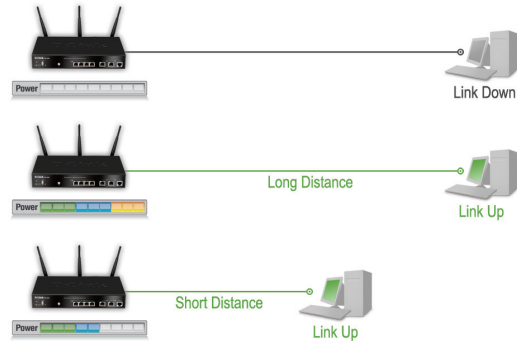 Power
Link Down
Long Distance
Power
Link Up
Short Distance
Power
Link Up